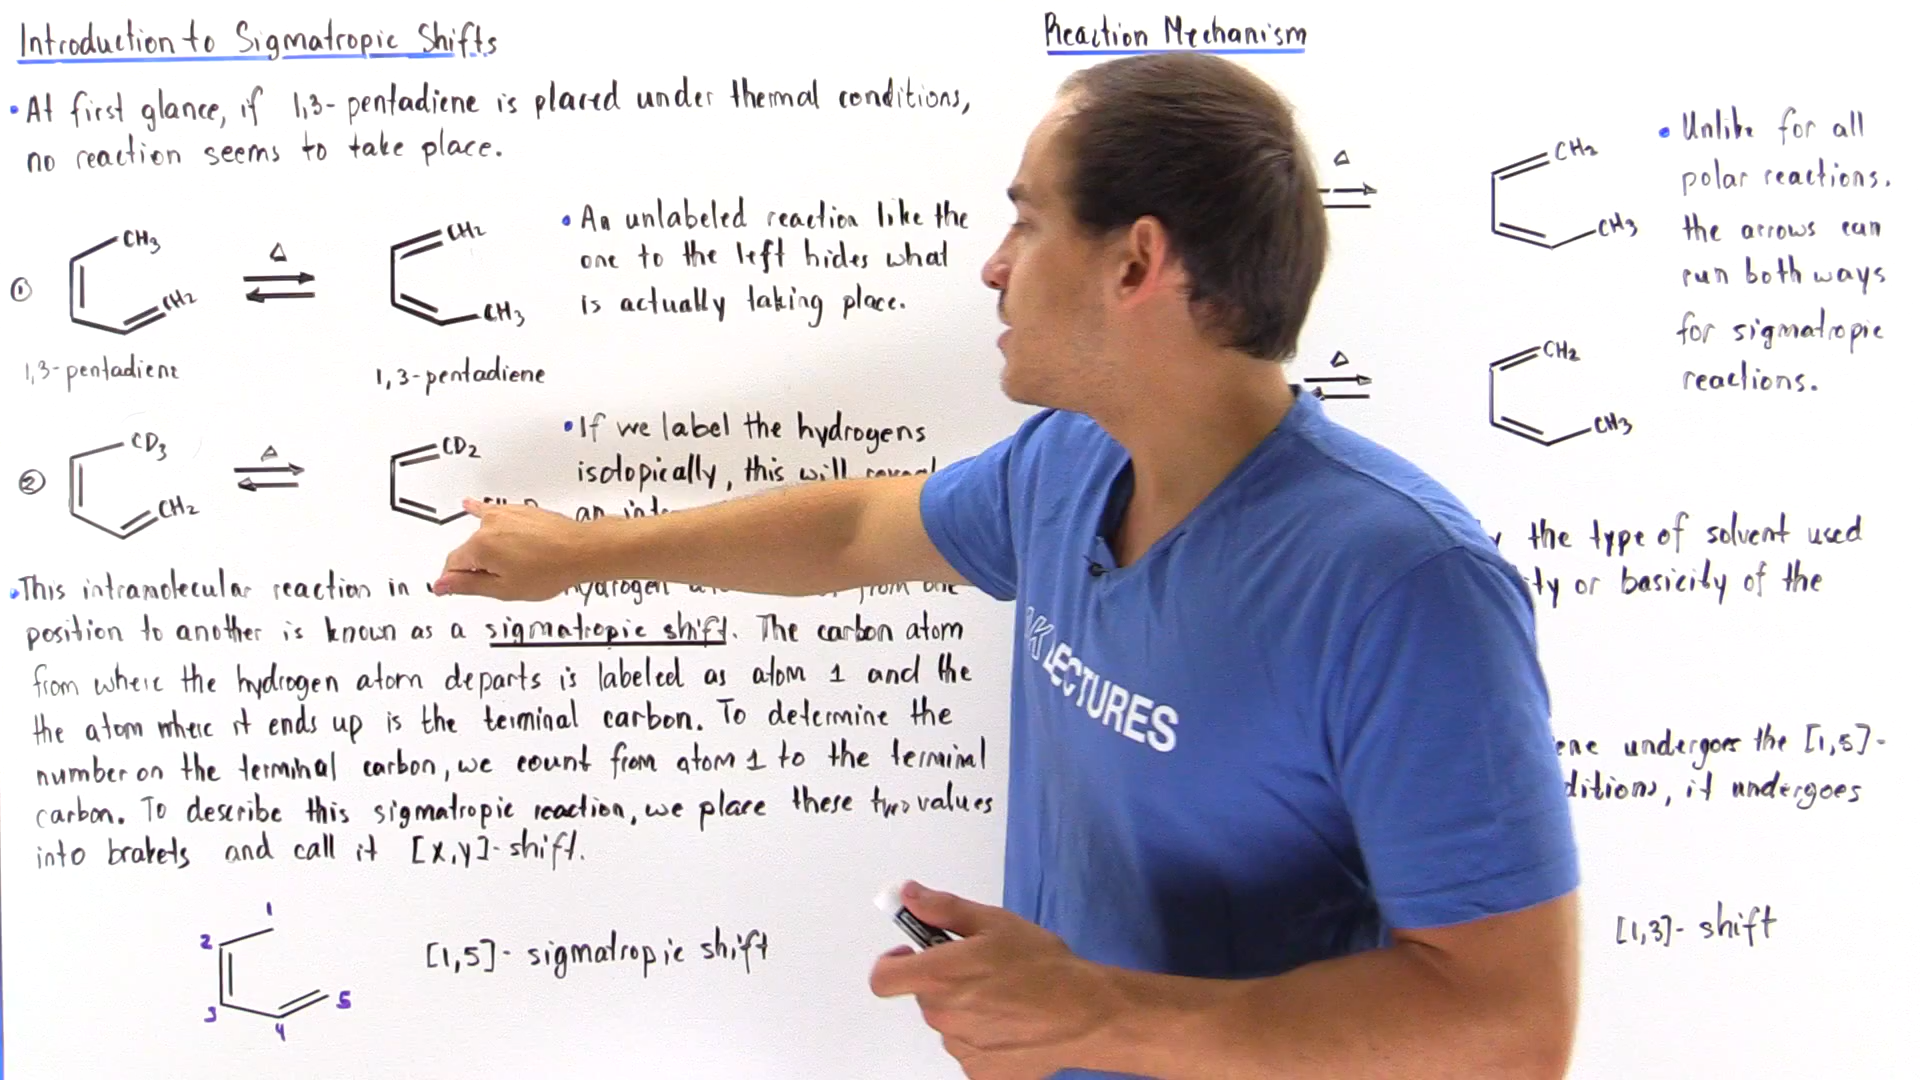 Introduction to Sigmatropic Shifts
• At first glance, if 1,3-pentadiene is placed under thermal conditions,
no reaction seems to take place.
①
CH3
CH2
Δ
CH2
CH3
1,3-pentadiene
1,3-pentadiene
• An unlabeled reaction like the
one to the left hides what
is actually taking place.
②
CD3
CH2
Δ
CD2
• If we label the hydrogens
isotopically, this will reveal
an
• This intramolecular reaction in hydrogen from one
position to another is known as a sigmatropic shift. The carbon atom
from where the hydrogen atom departs is labeled as atom 1 and the
the atom where it ends up is the terminal carbon. To determine the
number on the terminal carbon, we count from atom 1 to the terminal
carbon. To describe this sigmatropic reaction, we place these two values
into brakets and call it [x,y]-shift.
1
2
3
4
5
[1,5]- sigmatropic shift
Reaction Mechanism
Δ
CH2
CH3
• Unlike for all
polar reactions.
the arrows can
run both ways
for sigmatropic
reactions.
Δ
CH2
CH3
the type of solvent used
or basicity of the
undergoes the [1,5]-
it undergoes
[1,3]- shift
LECTURES